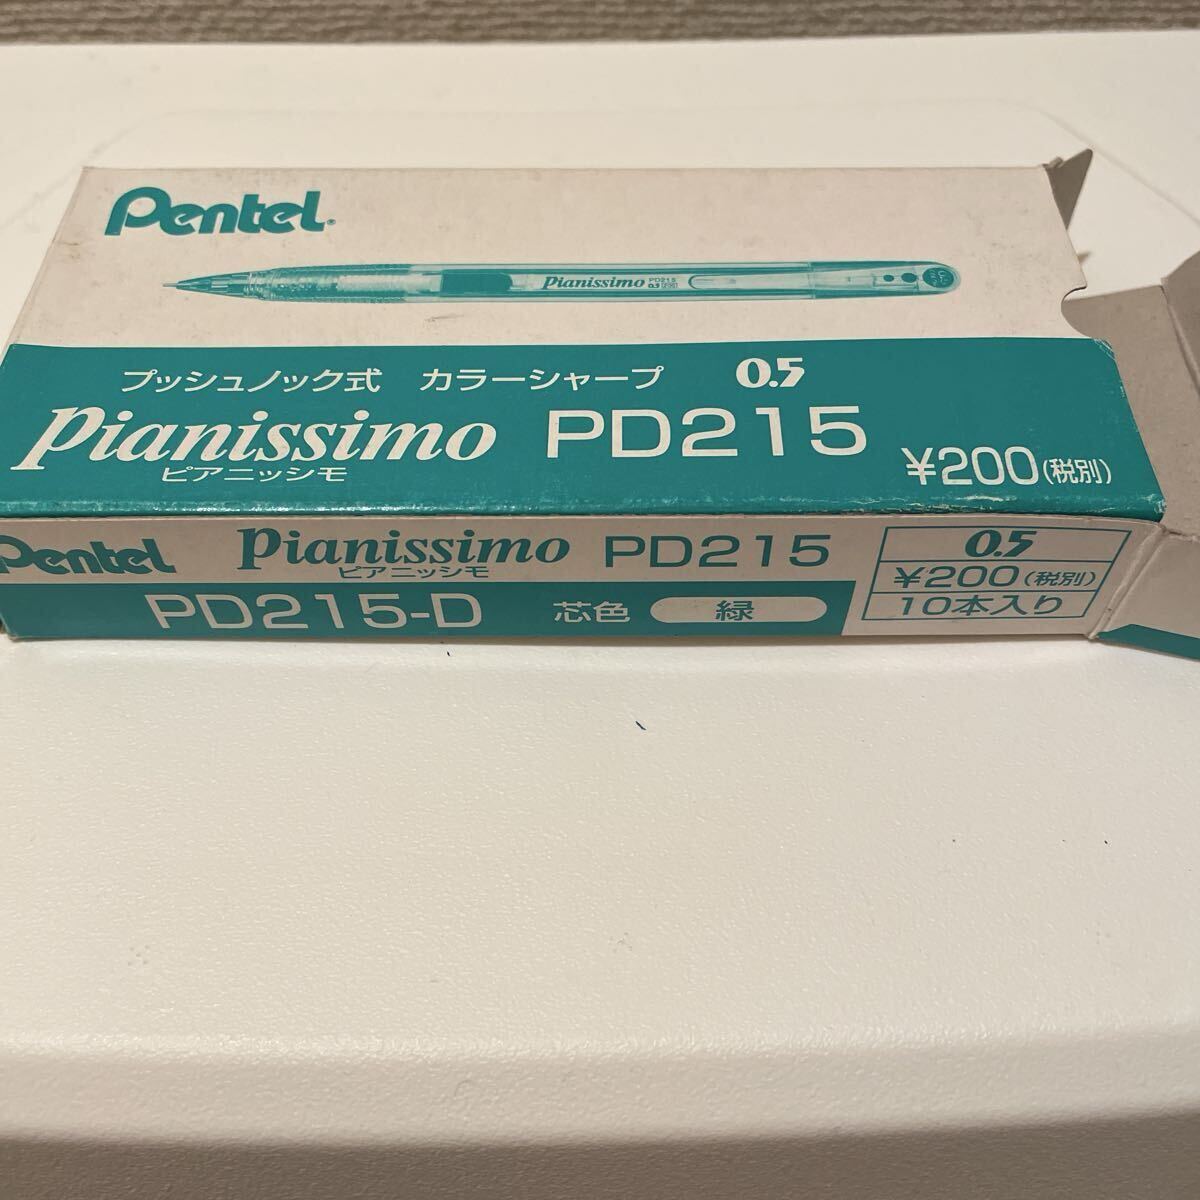 Pentel
Pianissimo PD215
0.5
プッシュノック式 カラーシャープ 0.5
Pianissimo PD215 ¥200(税別)
ピアニッシモ
Pentel Pianissimo PD215
ピアニッシモ
PD215-D 芯色 緑
0.5
¥200(税別)
10本入り